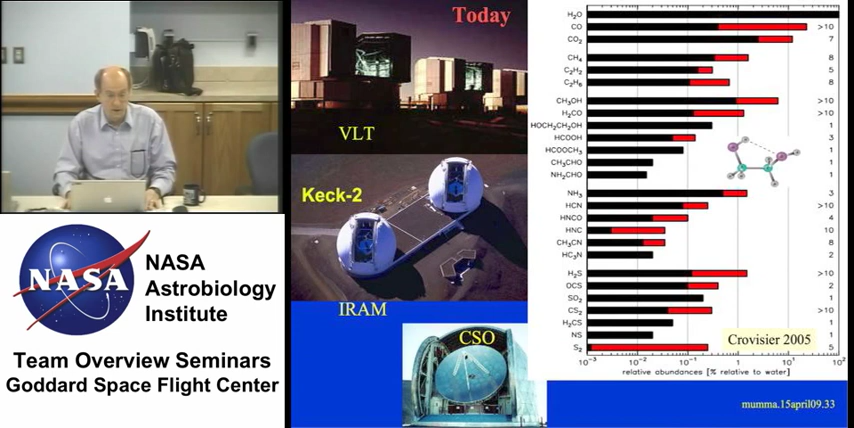 NASA
NASA
Astrobiology
Institute
Team Overview Seminars
Goddard Space Flight Center
Today
VLT
Keck-2
IRAM
CSO
H₂O
CO >10
CO₂ 7
CH₄ 8
C₂H₂ 5
C₂H₆ 8
CH₃OH >10
H₂CO >10
HOCH₂CH₂OH 1
HCOOH 3
HCOOCH₃ 1
CH₃CHO 1
NH₂CHO 1
NH₃ 3
HCN >10
HNCO 4
HNC 10
CH₃CN 8
HC₃N 2
H₂S >10
OCS 2
SO₂ 1
CS₂ >10
H₂CS 1
NS 1
S₂ 5
Crovisier 2005
10⁻³ 10⁻² 10⁻¹ 1 10 100
relative abundances [% relative to water]
mumma.15april09.33